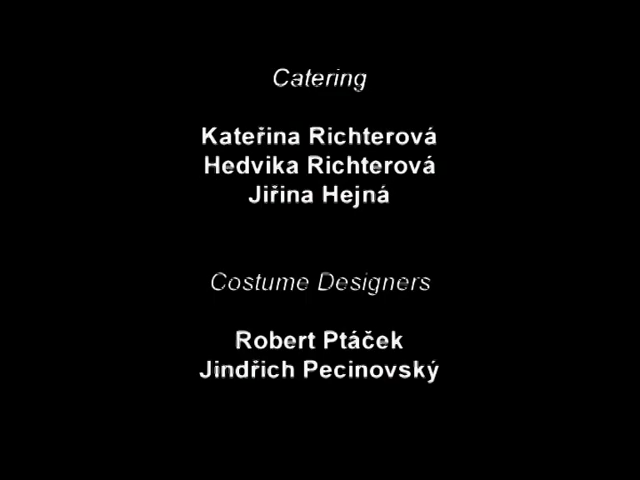 Catering
Kateřina Richterová
Hedvika Richterová
Jiřina Hejná
Costume Designers
Robert Ptáček
Jindřich Pecinovský